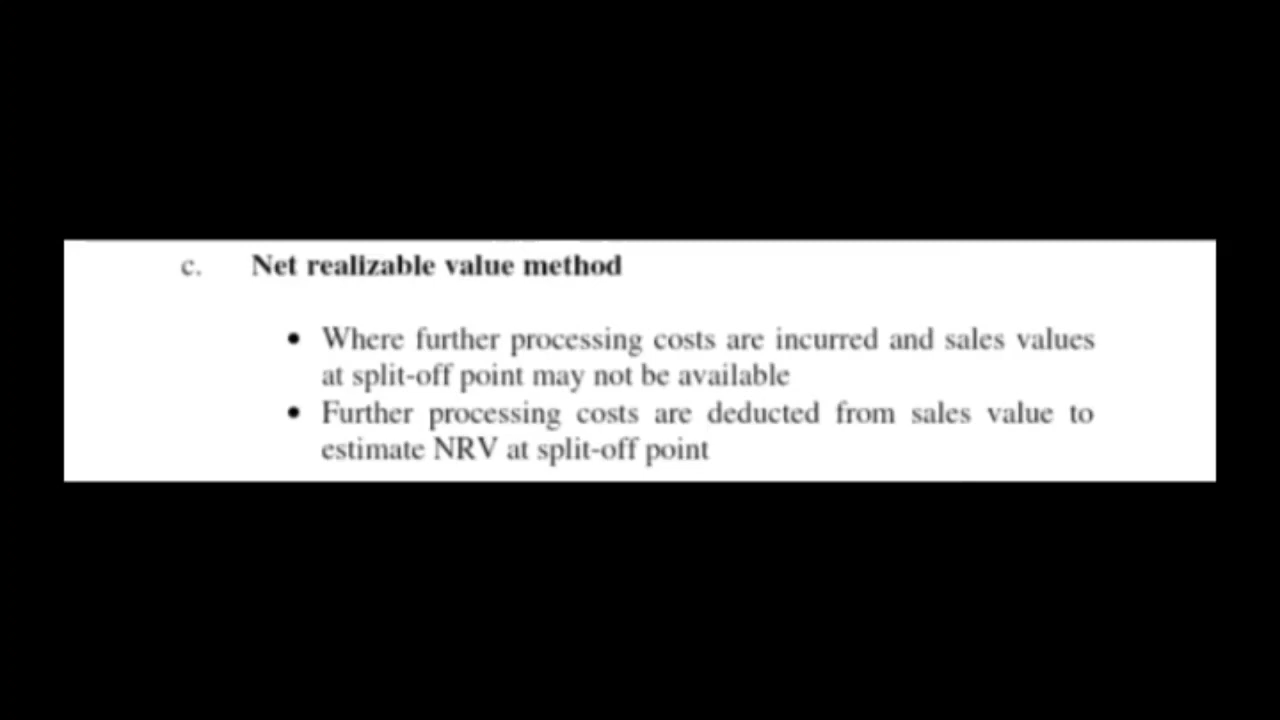 c. Net realizable value method
• Where further processing costs are incurred and sales values
at split-off point may not be available
• Further processing costs are deducted from sales value to
estimate NRV at split-off point